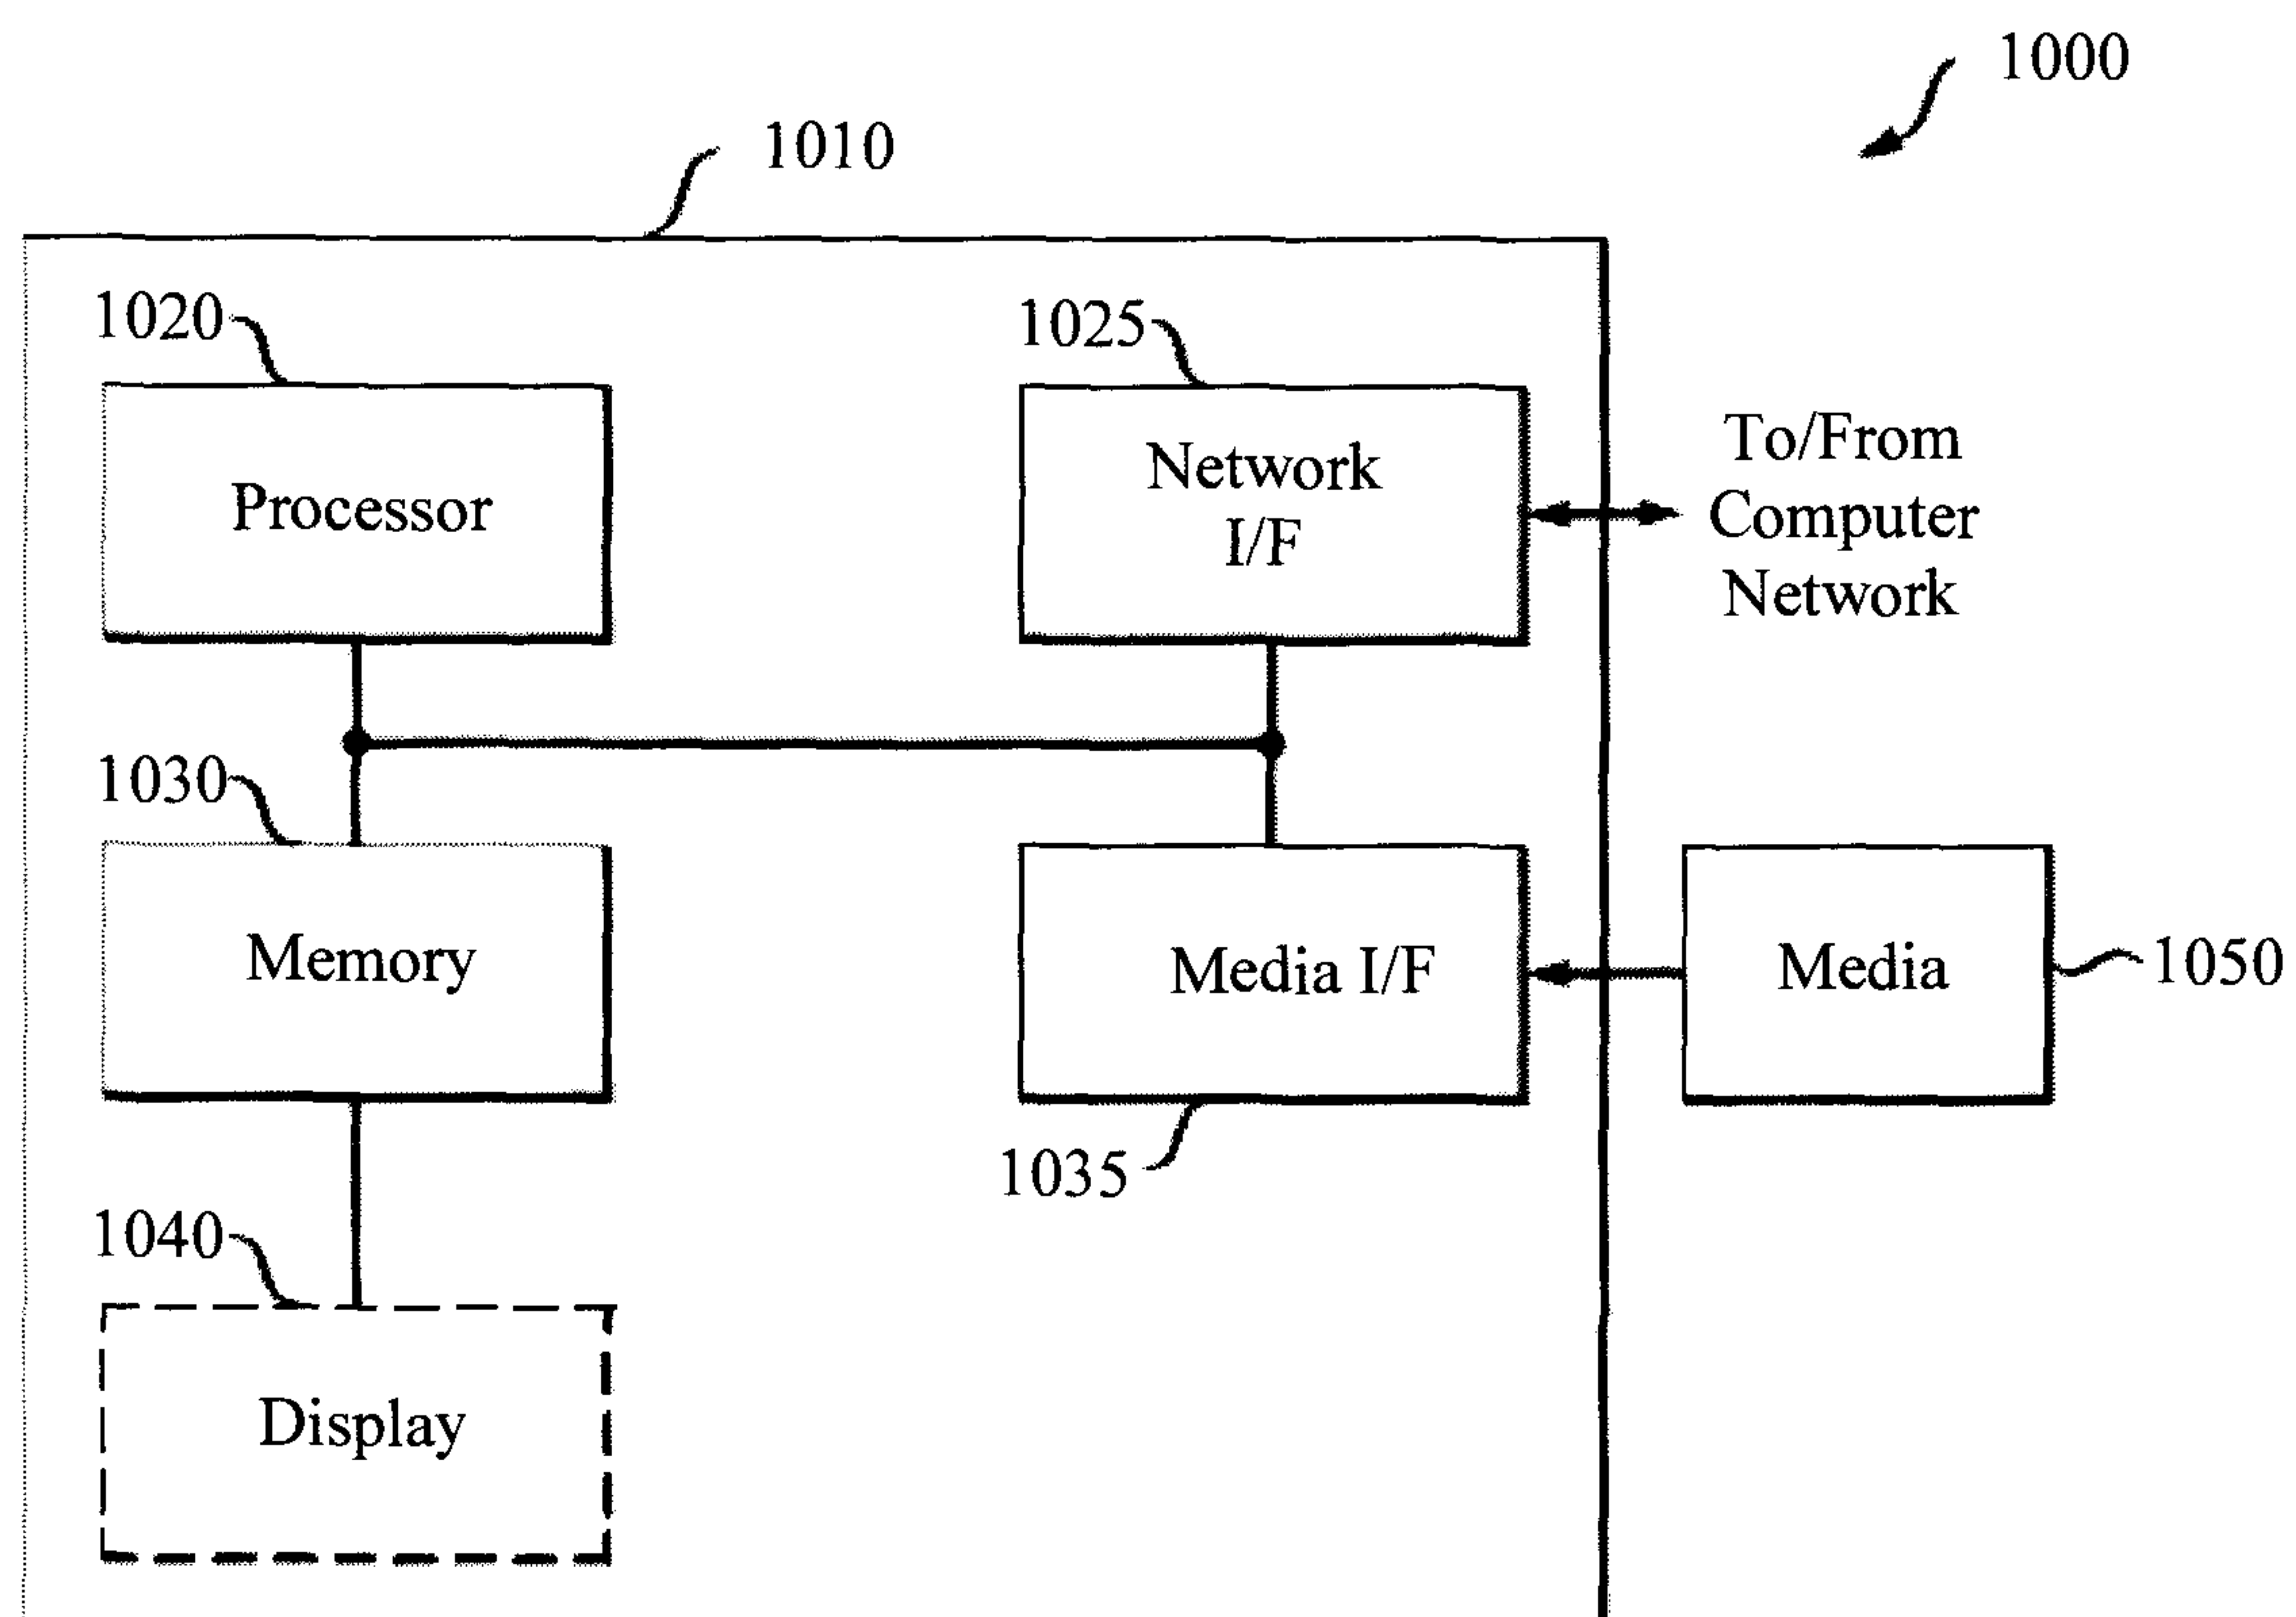 1000
1010
1020
1025
Processor
Network
I/F
To/From
Computer
Network
1030
Memory
Media I/F
Media
1050
1035
1040
Display